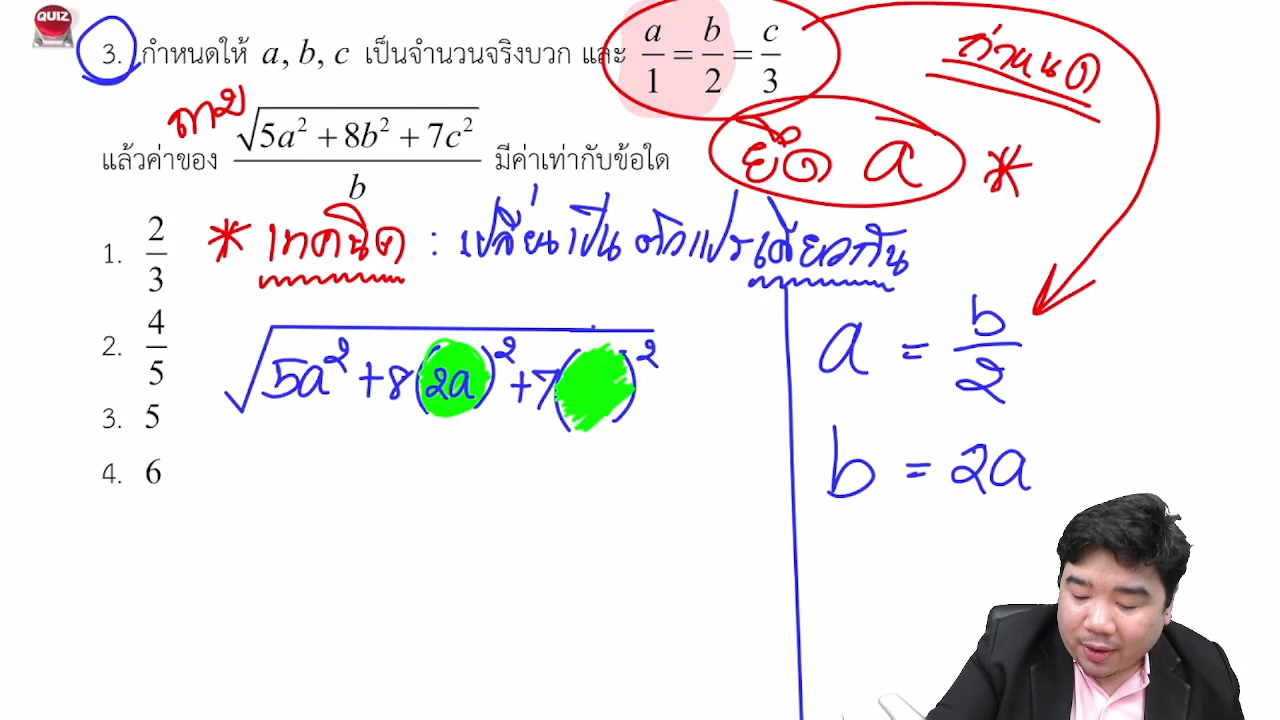 QUIZ
3. กำหนดให้ a, b, c เป็นจำนวนจริงบวก และ a/1 = b/2 = c/3
กำหนด
ถาม
แล้วค่าของ √(5a² + 8b² + 7c²)/b มีค่าเท่ากับข้อใด
ยึด a *
* เทคนิค : เปลี่ยนเป็นตัวแปรเดียวกัน
1. 2/3
2. 4/5
3. 5
4. 6
√(5a² + 8(2a)² + 7( )²
a = b/2
b = 2a